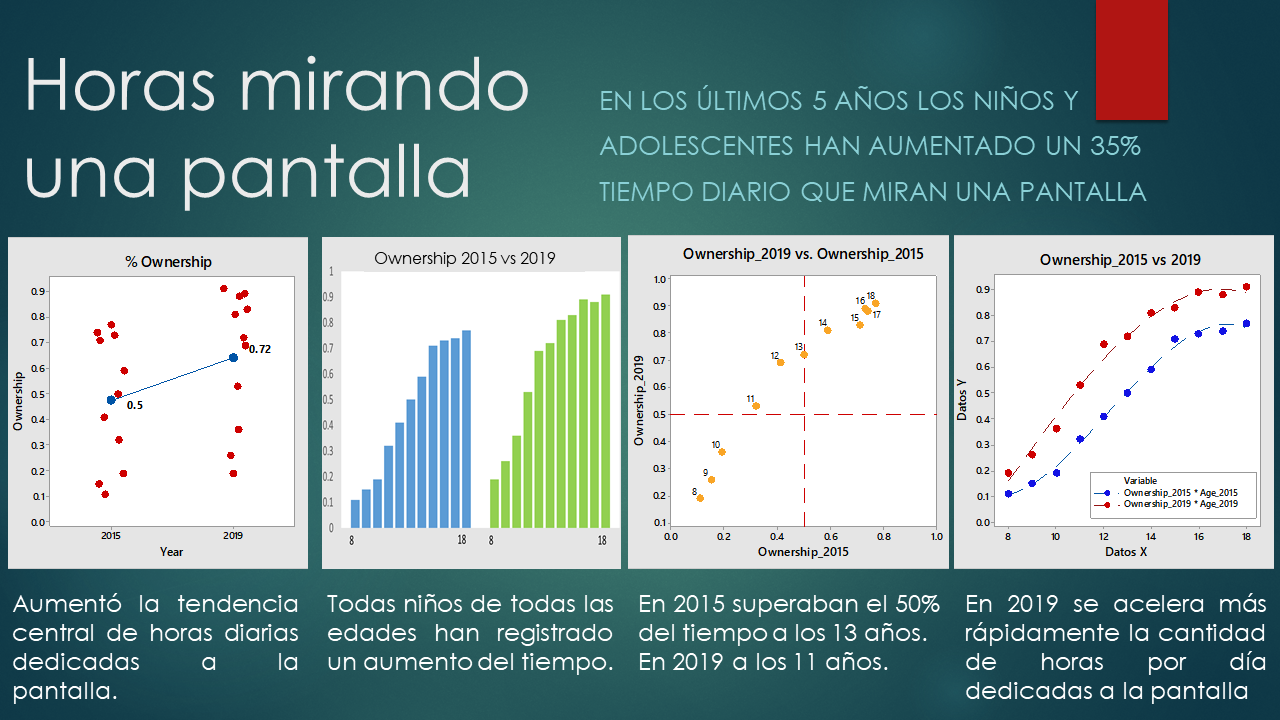 Horas mirando
una pantalla
EN LOS ÚLTIMOS 5 AÑOS LOS NIÑOS Y
ADOLESCENTES HAN AUMENTADO UN 35%
TIEMPO DIARIO QUE MIRAN UNA PANTALLA
% Ownership
0.9
0.8
0.7
0.6
0.5
0.4
0.3
0.2
0.1
0.0
Ownership
0.5
0.72
2015 2019
Year
Ownership 2015 vs 2019
1
0.9
0.8
0.7
0.6
0.5
0.4
0.3
0.2
0.1
0
8 18 8 18
Ownership_2019 vs. Ownership_2015
1.0
0.9
0.8
0.7
0.6
0.5
0.4
0.3
0.2
0.1
Ownership_2019
18
16
17
15
14
13
12
11
10
9
8
0.0 0.2 0.4 0.6 0.8 1.0
Ownership_2015
Ownership_2015 vs 2019
0.9
0.8
0.7
0.6
0.5
0.4
0.3
0.2
0.1
0.0
Datos Y
Variable
Ownership_2015 * Age_2015
Ownership_2019 * Age_2019
8 10 12 14 16 18
Datos X
Aumentó la tendencia
central de horas diarias
dedicadas a la
pantalla.
Todas niños de todas las
edades han registrado
un aumento del tiempo.
En 2015 superaban el 50%
del tiempo a los 13 años.
En 2019 a los 11 años.
En 2019 se acelera más
rápidamente la cantidad
de horas por día
dedicadas a la pantalla